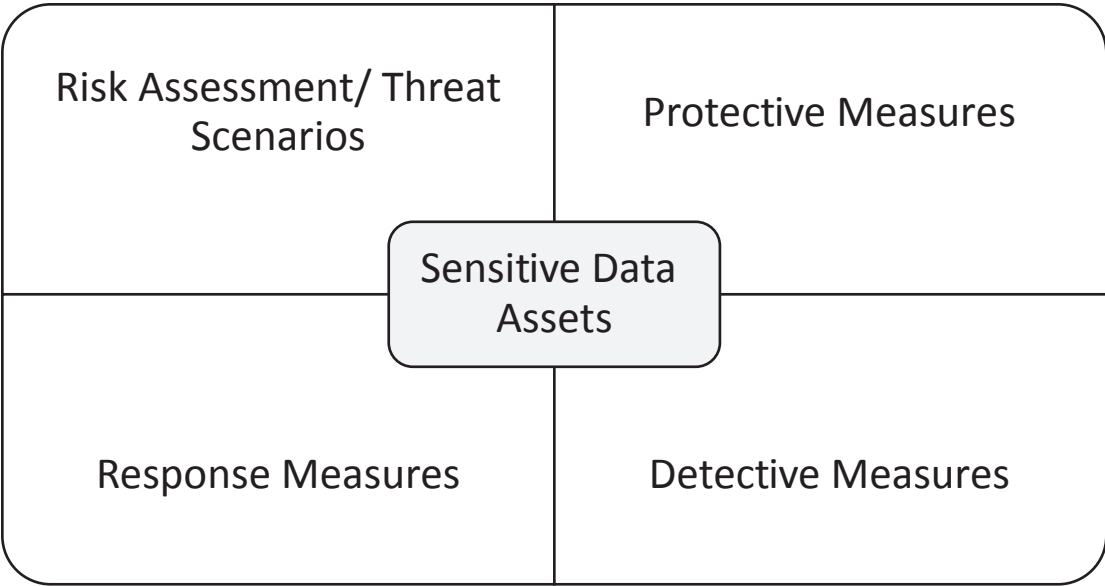 Risk Assessment/ Threat
Scenarios
Protective Measures
Sensitive Data
Assets
Response Measures
Detective Measures